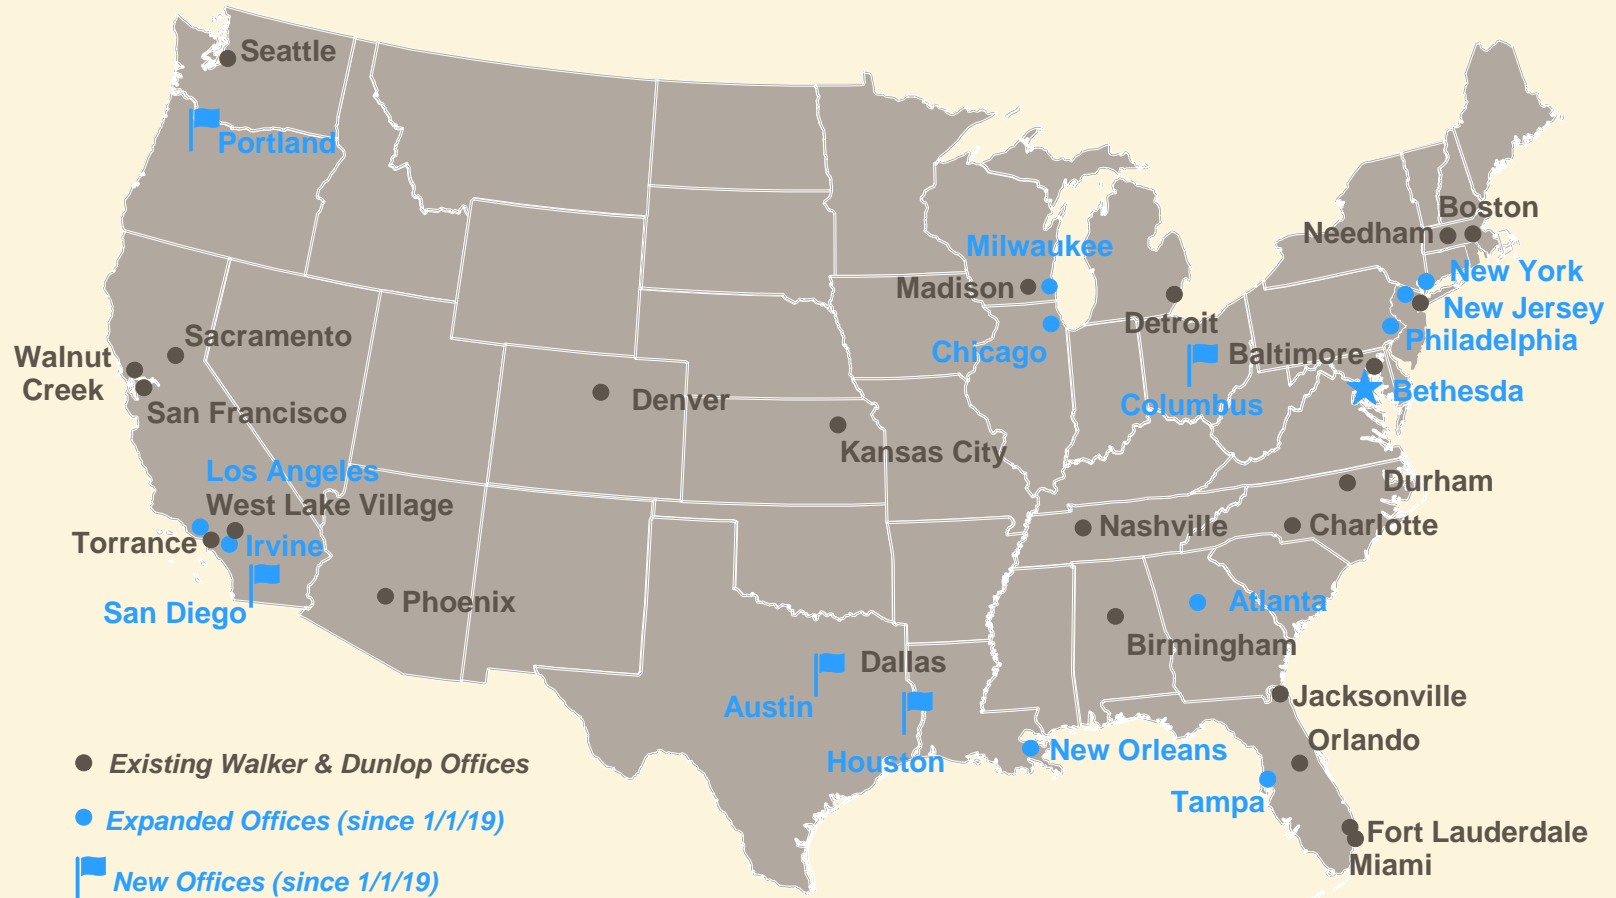 Seattle
Portland
Boston
Needham
Milwaukee
New York
Madison
New Jersey
Detroit
Sacramento
Philadelphia
Walnut
Creek
Chicago
Baltimore
San Francisco
Denver
Columbus
Bethesda
Kansas City
Los Angeles
West Lake Village
Durham
Torrance
Irvine
Nashville
Charlotte
San Diego
Phoenix
Atlanta
Birmingham
Dallas
Austin
Jacksonville
Orlando
New Orleans
Houston
Tampa
Fort Lauderdale
Miami
Existing Walker & Dunlop Offices
Expanded Offices (since 1/1/19)
New Offices (since 1/1/19)